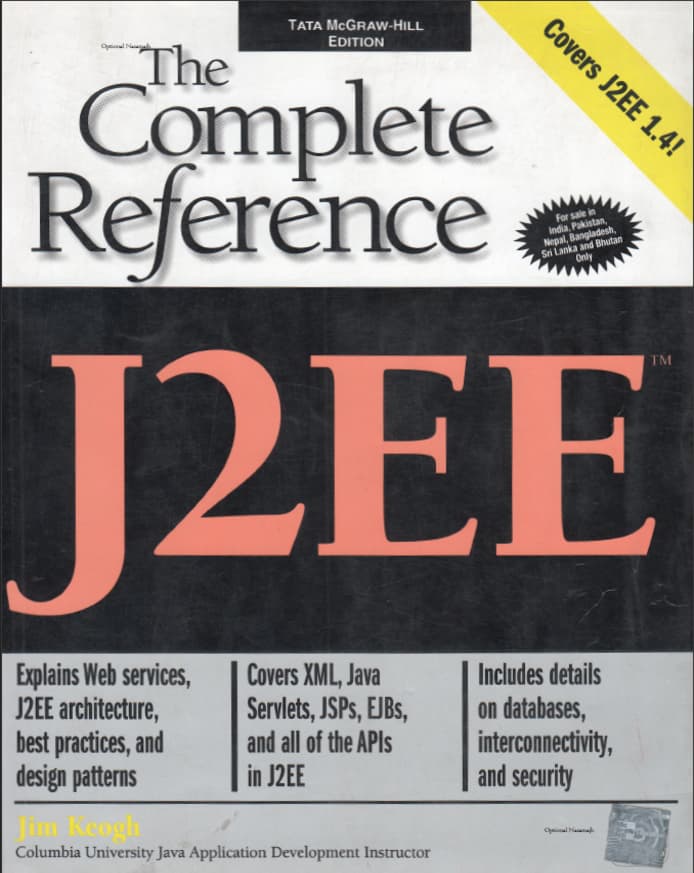 TATA MCGRAW-HILL
EDITION
The
Complete
Reference
Covers J2EE 1.4!
For sale in
India, Pakistan,
Nepal, Bangladesh,
Sri Lanka and Bhutan
Only
J2EE™
Explains Web services,
J2EE architecture,
best practices, and
design patterns
Covers XML, Java
Servlets, JSPs, EJBs,
and all of the APIs
in J2EE
Includes details
on databases,
interconnectivity,
and security
Jim Keogh
Columbia University Java Application Development Instructor